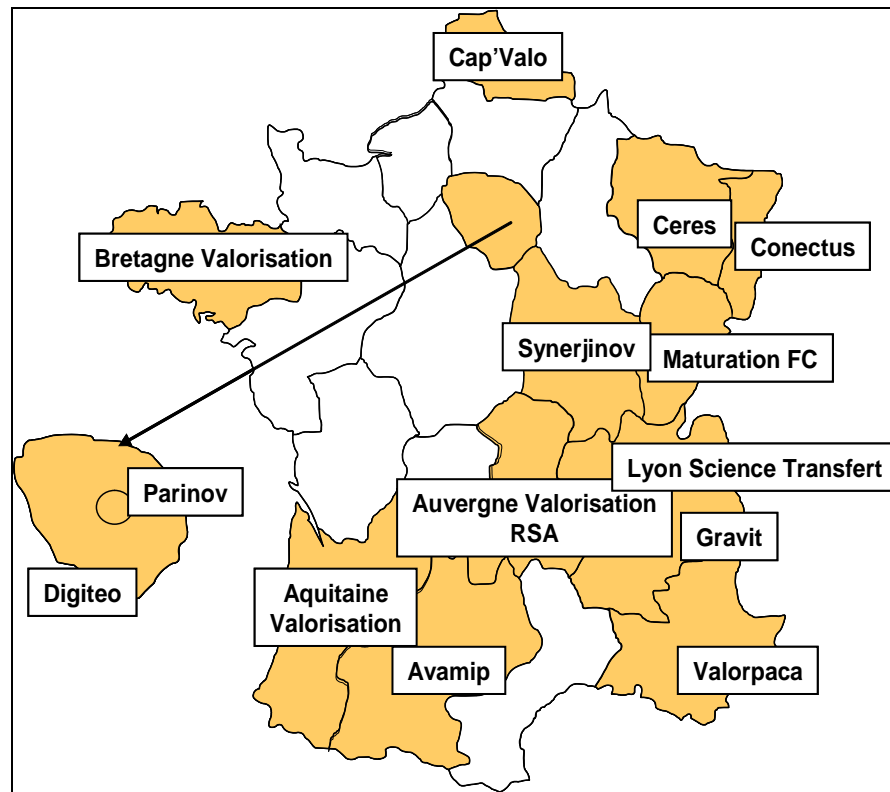 Cap'Valo
Ceres
Conectus
Bretagne Valorisation
Synerjinov
Maturation FC
Lyon Science Transfert
Parinov
Auvergne Valorisation
RSA
Gravit
Digiteo
Aquitaine
Valorisation
Avamip
Valorpaca